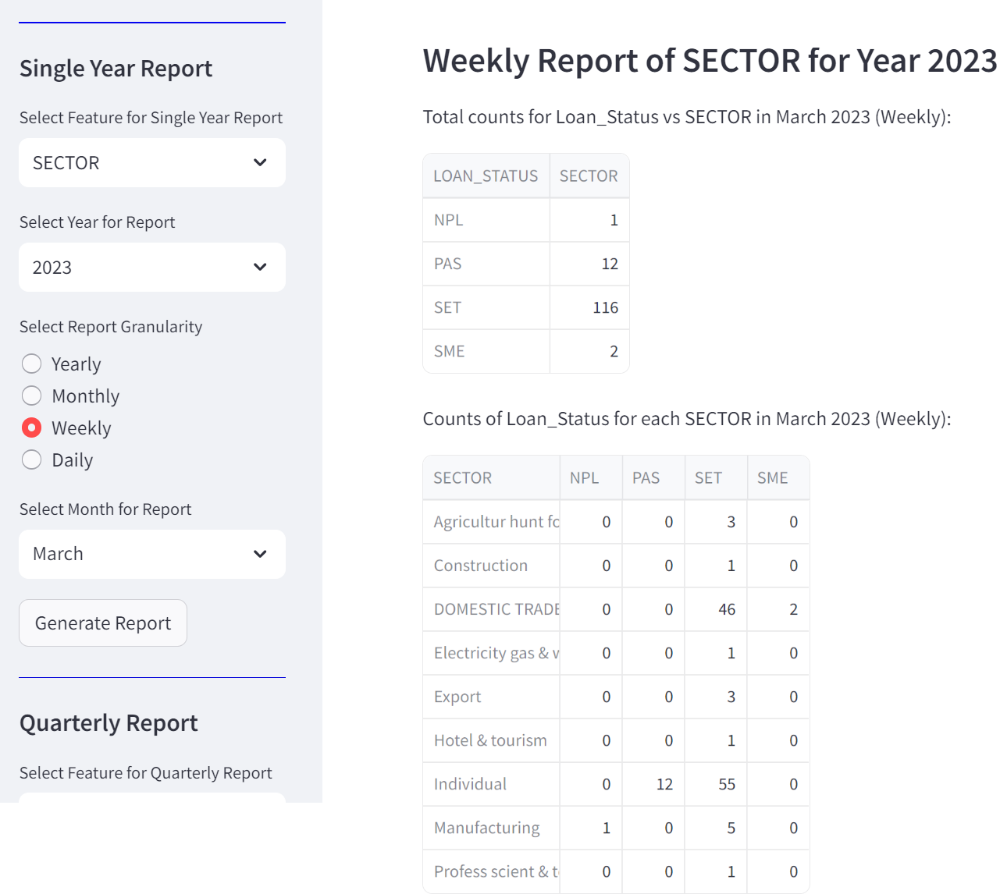 Single Year Report
Select Feature for Single Year Report
SECTOR
Select Year for Report
2023
Select Report Granularity
Yearly
Monthly
Weekly
Daily
Select Month for Report
March
Generate Report
Quarterly Report
Select Feature for Quarterly Report
Weekly Report of SECTOR for Year 2023
Total counts for Loan_Status vs SECTOR in March 2023 (Weekly):
LOAN_STATUS SECTOR
NPL 1
PAS 12
SET 116
SME 2
Counts of Loan_Status for each SECTOR in March 2023 (Weekly):
SECTOR NPL PAS SET SME
Agricultur hunt fo 0 0 3 0
Construction 0 0 1 0
DOMESTIC TRADE 0 0 46 2
Electricity gas & w 0 0 1 0
Export 0 0 3 0
Hotel & tourism 0 0 1 0
Individual 0 12 55 0
Manufacturing 1 0 5 0
Profess scient & t 0 0 1 0